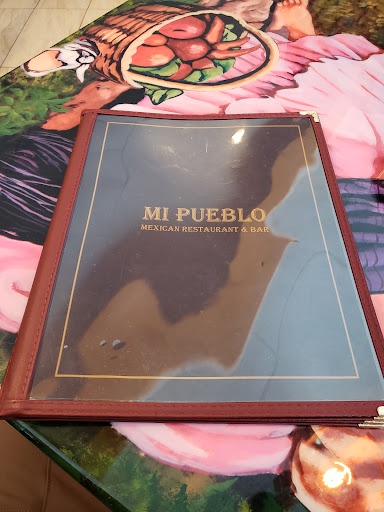 MI PUEBLO
MEXICAN RESTAURANT & BAR